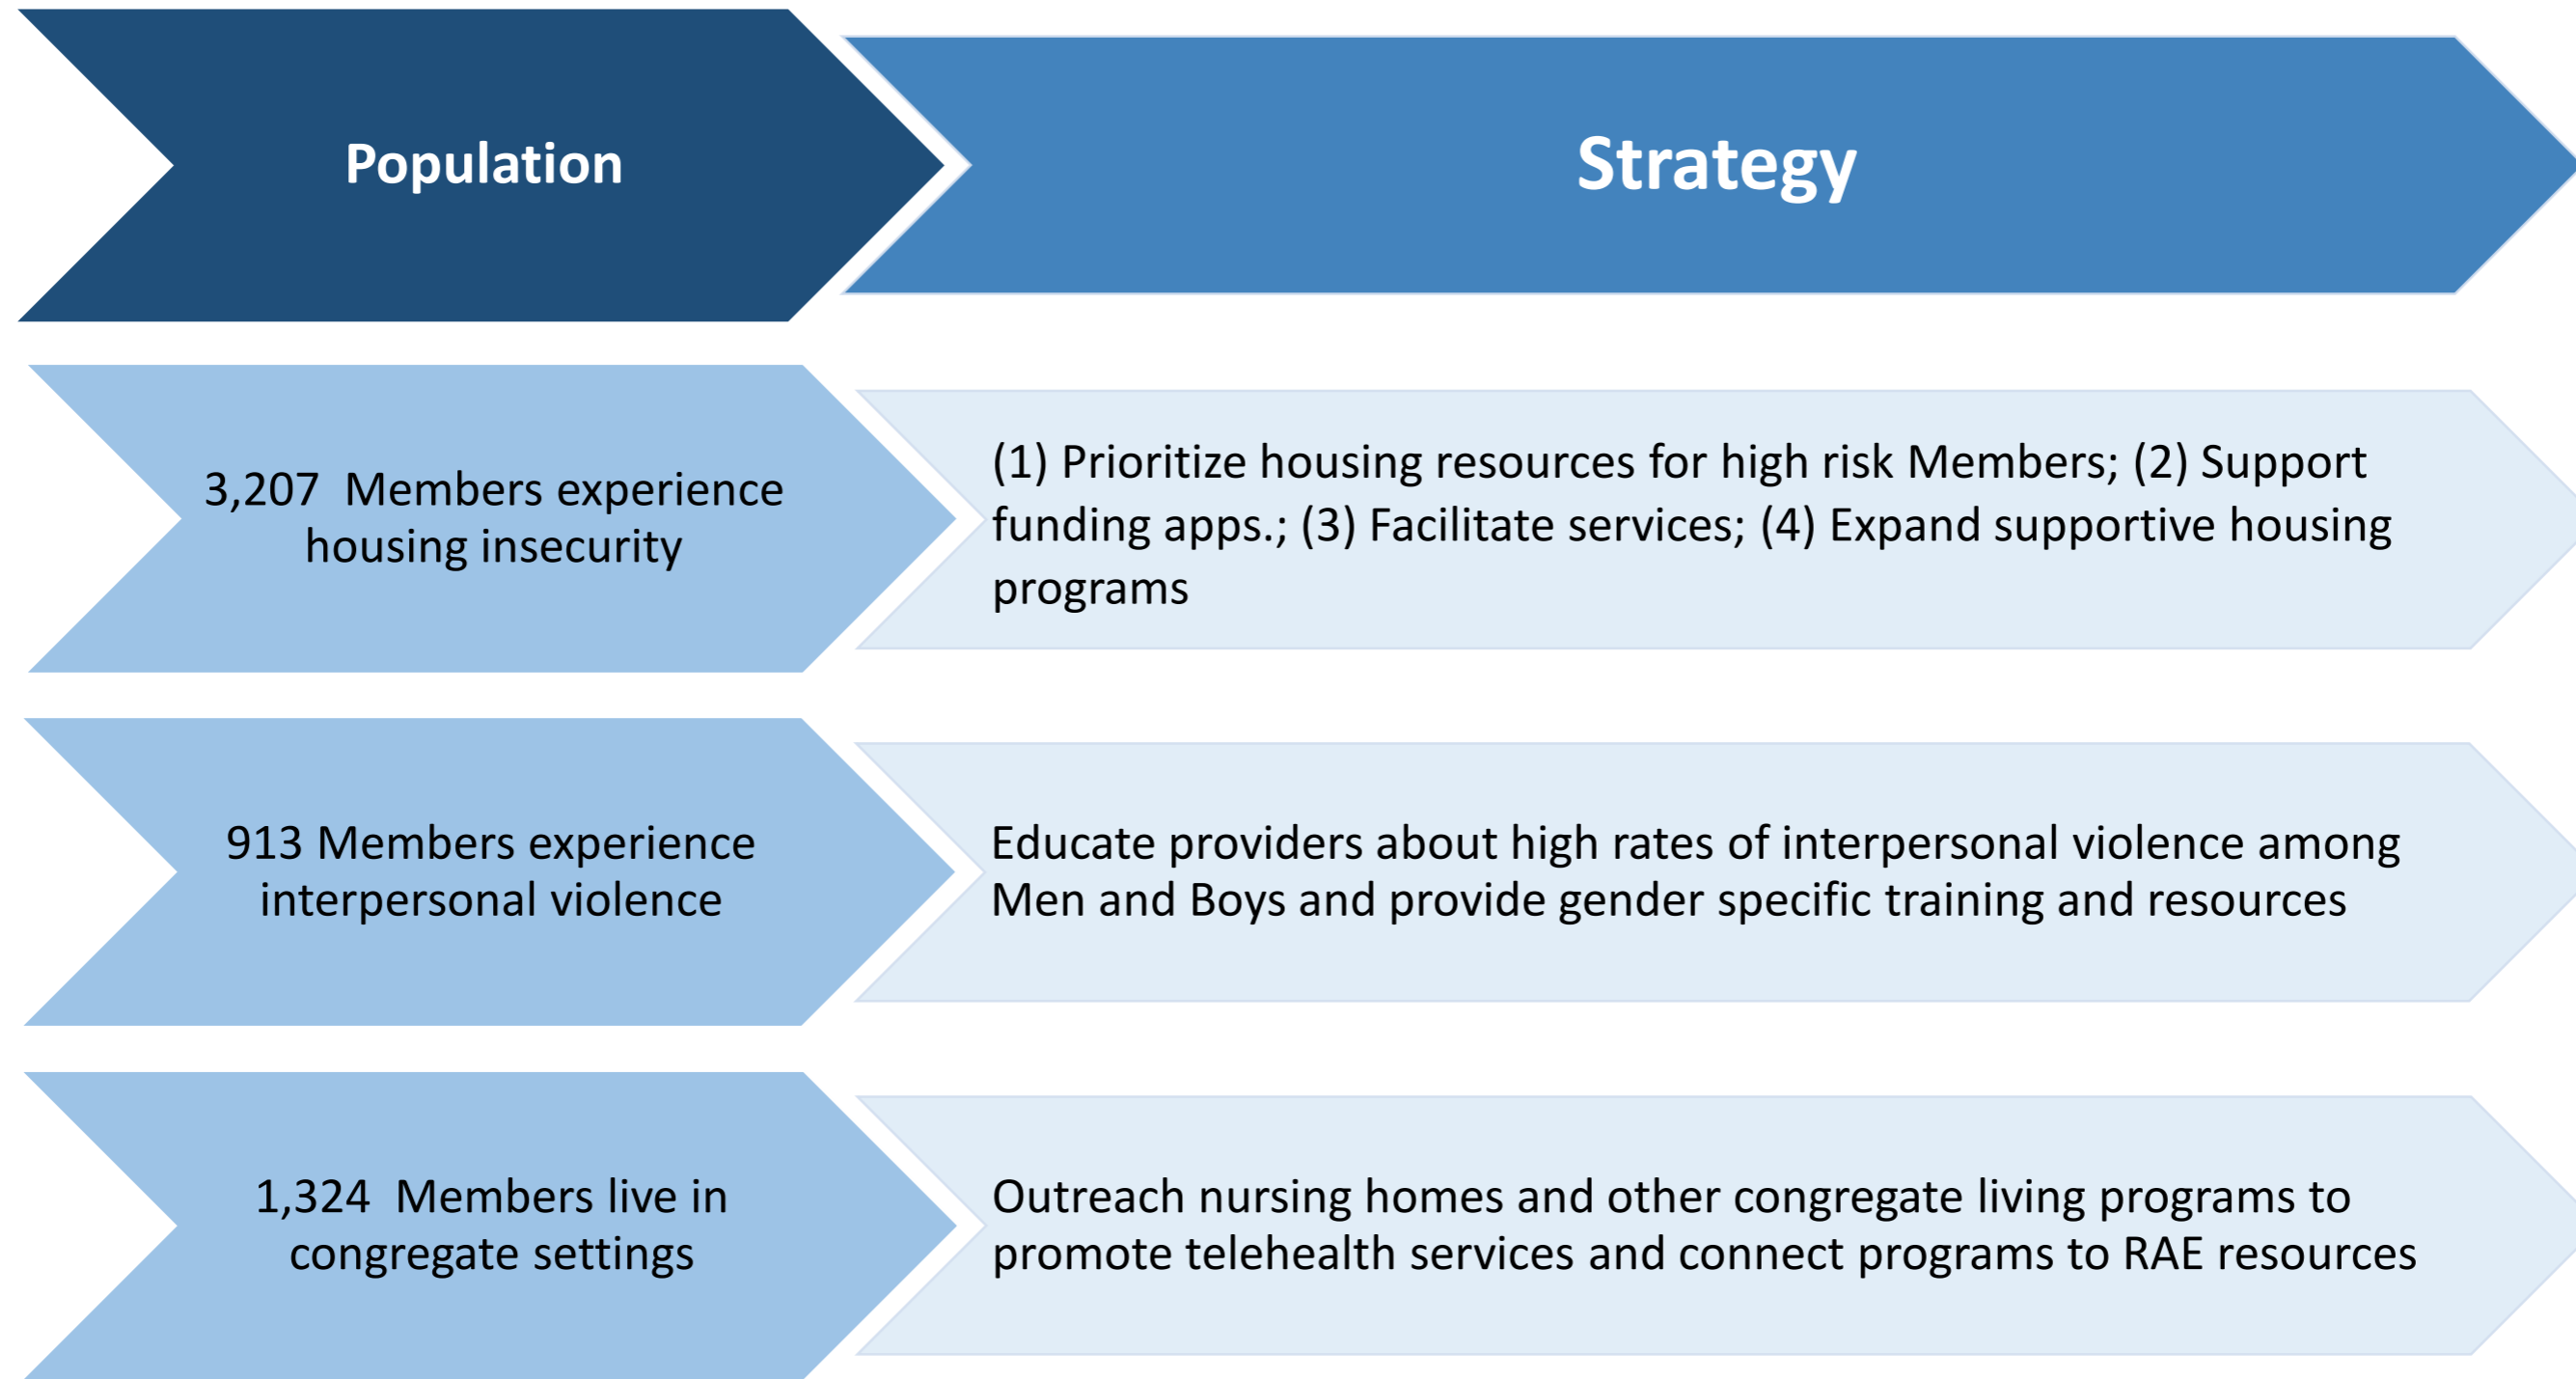 Population
Strategy
3,207  Members experience
housing insecurity
(1) Prioritize housing resources for high risk Members; (2) Support
funding apps.; (3) Facilitate services; (4) Expand supportive housing
programs
913 Members experience
interpersonal violence
Educate providers about high rates of interpersonal violence among
Men and Boys and provide gender specific training and resources
1,324  Members live in
congregate settings
Outreach nursing homes and other congregate living programs to
promote telehealth services and connect programs to RAE resources